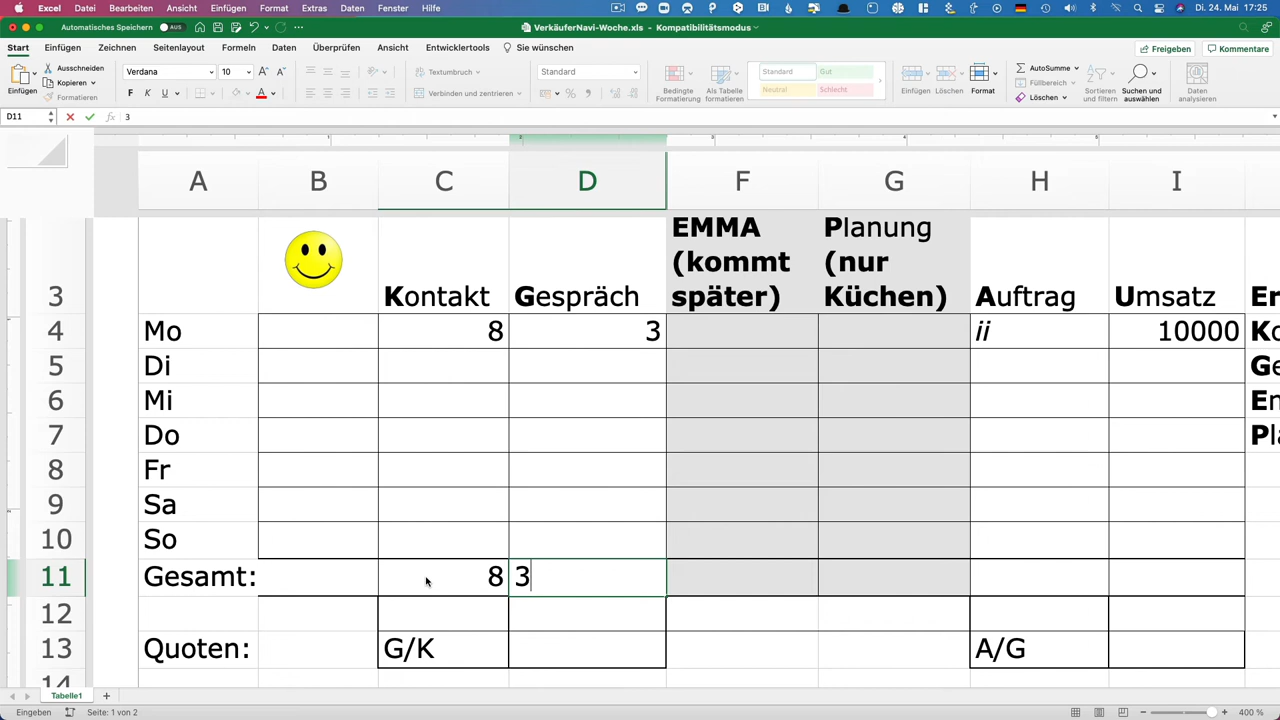 Excel Ablage Bearbeiten Ansicht Einfügen Format Extras Daten Fenster Hilfe Di. 24. Mai 17:25
Automatisches Speichern AUS VerkäuferNavi-Woche.xls - Kompatibilitätsmodus
Start Einfügen Zeichnen Seitenlayout Formeln Daten Überprüfen Ansicht Entwicklertools Sie wünschen Freigeben Kommentare
Einfügen Ausschneiden Kopieren Formatieren
Verdana 10
F K U
Textumbruch
Verbinden und zentrieren
Standard
Bedingte Formatierung
Als Tabelle formatieren
Standard Gut
Neutral Schlecht
Einfügen Löschen Format
AutoSumme
Füllbereich
Löschen
Sortieren und filtern
Suchen und auswählen
Daten analysieren
D11 fx 3
A B C D F G H I
3 Kontakt Gespräch EMMA (kommt später) Planung (nur Küchen) Auftrag Umsatz Er
4 Mo 8 3 ii 10000 Ko
5 Di Ge
6 Mi En
7 Do Pla
8 Fr
9 Sa
10 So
11 Gesamt: 8 3
12
13 Quoten: G/K A/G
14
Tabelle1
Eingeben Seite: 1 von 2 400 %